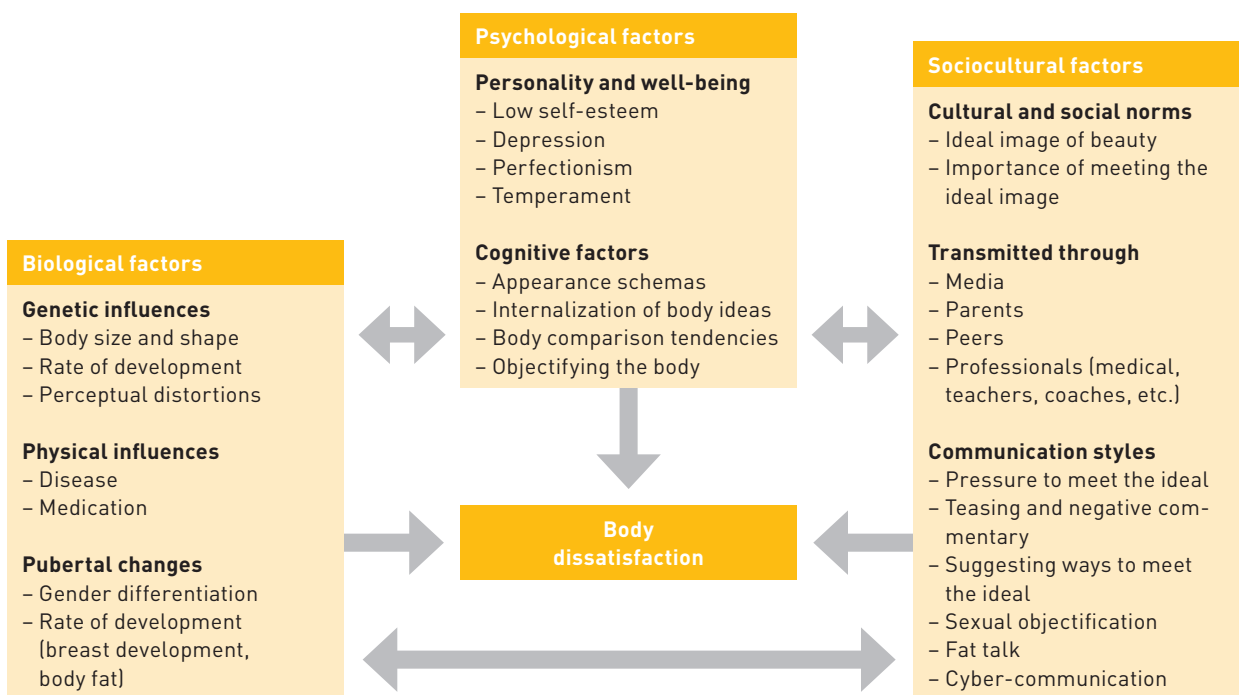 Psychological factors
Personality and well-being
– Low self-esteem
– Depression
– Perfectionism
– Temperament
Cognitive factors
– Appearance schemas
– Internalization of body ideas
– Body comparison tendencies
– Objectifying the body
Sociocultural factors
Cultural and social norms
– Ideal image of beauty
– Importance of meeting the
ideal image
Transmitted through
– Media
– Parents
– Peers
– Professionals (medical,
teachers, coaches, etc.)
Communication styles
– Pressure to meet the ideal
– Teasing and negative com-
mentary
– Suggesting ways to meet
the ideal
– Sexual objectification
– Fat talk
– Cyber-communication
Biological factors
Genetic influences
– Body size and shape
– Rate of development
– Perceptual distortions
Physical influences
– Disease
– Medication
Pubertal changes
– Gender differentiation
– Rate of development
(breast development,
body fat)
Body
dissatisfaction